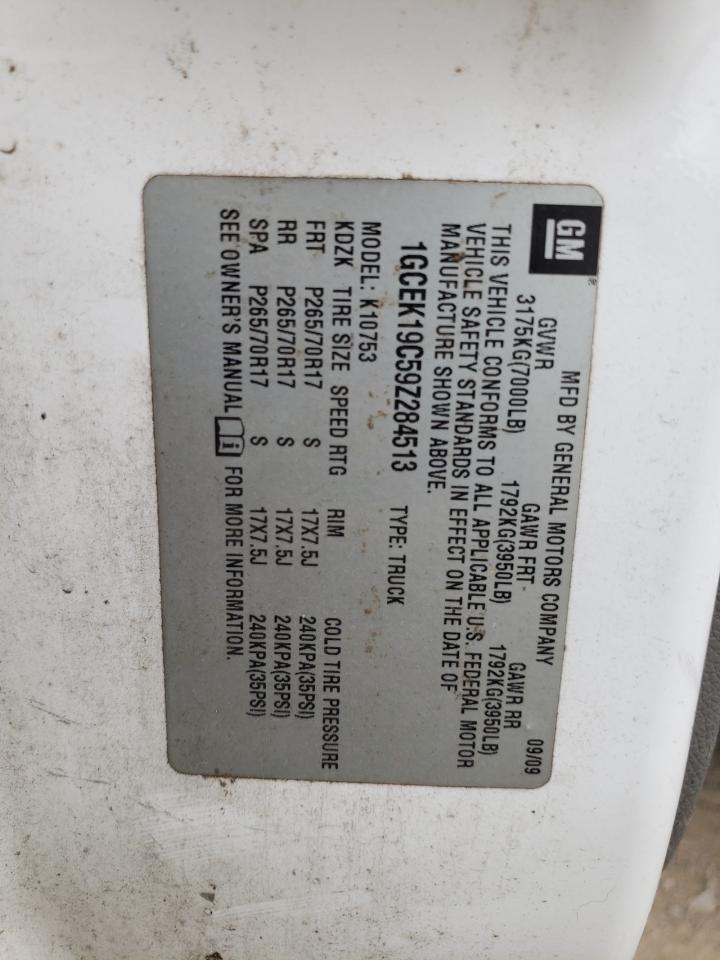 GM
MFD BY GENERAL MOTORS COMPANY 09/09
GVWR GAWR FRT GAWR RR
3175KG(7000LB) 1792KG(3950LB) 1792KG(3950LB)
THIS VEHICLE CONFORMS TO ALL APPLICABLE U.S. FEDERAL MOTOR
VEHICLE SAFETY STANDARDS IN EFFECT ON THE DATE OF
MANUFACTURE SHOWN ABOVE.
1GCEK19C59Z284513 TYPE: TRUCK
MODEL: K10753
KDZK TIRE SIZE SPEED RTG RIM COLD TIRE PRESSURE
FRT P265/70R17 S 17X7.5J 240KPA(35PSI)
RR P265/70R17 S 17X7.5J 240KPA(35PSI)
SPA P265/70R17 S 17X7.5J 240KPA(35PSI)
SEE OWNER'S MANUAL i FOR MORE INFORMATION.